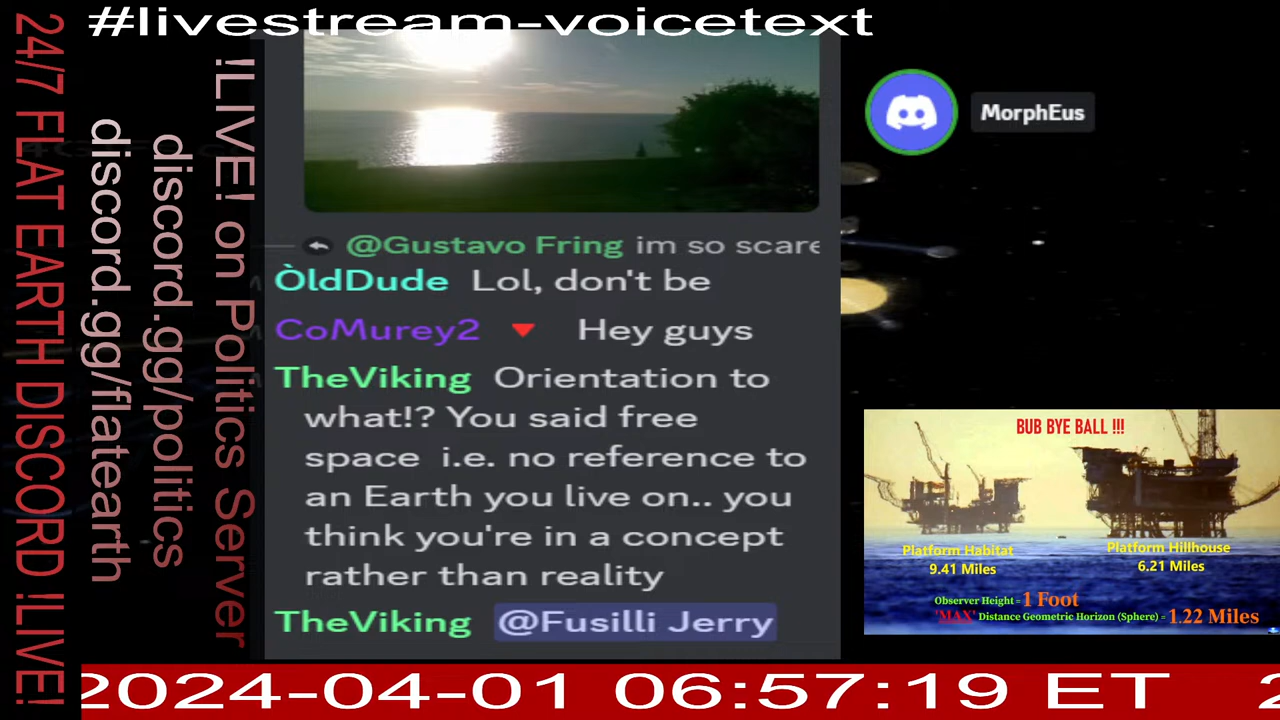 #livestream-voicetext
24/7 FLAT EARTH DISCORD !LIVE!
discord.gg/flatearth
discord.gg/politics
!LIVE! on Politics Server
@Gustavo Fring im so scare
ÒldDude Lol, don't be
CoMurey2 Hey guys
TheViking Orientation to
what!? You said free
space i.e. no reference to
an Earth you live on.. you
think you're in a concept
rather than reality
TheViking @Fusilli Jerry
MorphEus
BUB BYE BALL !!!
Platform Habitat
9.41 Miles
Platform Hillhouse
6.21 Miles
Observer Height = 1 Foot
'MAX' Distance Geometric Horizon (Sphere) = 1.22 Miles
2024-04-01 06:57:19 ET 2